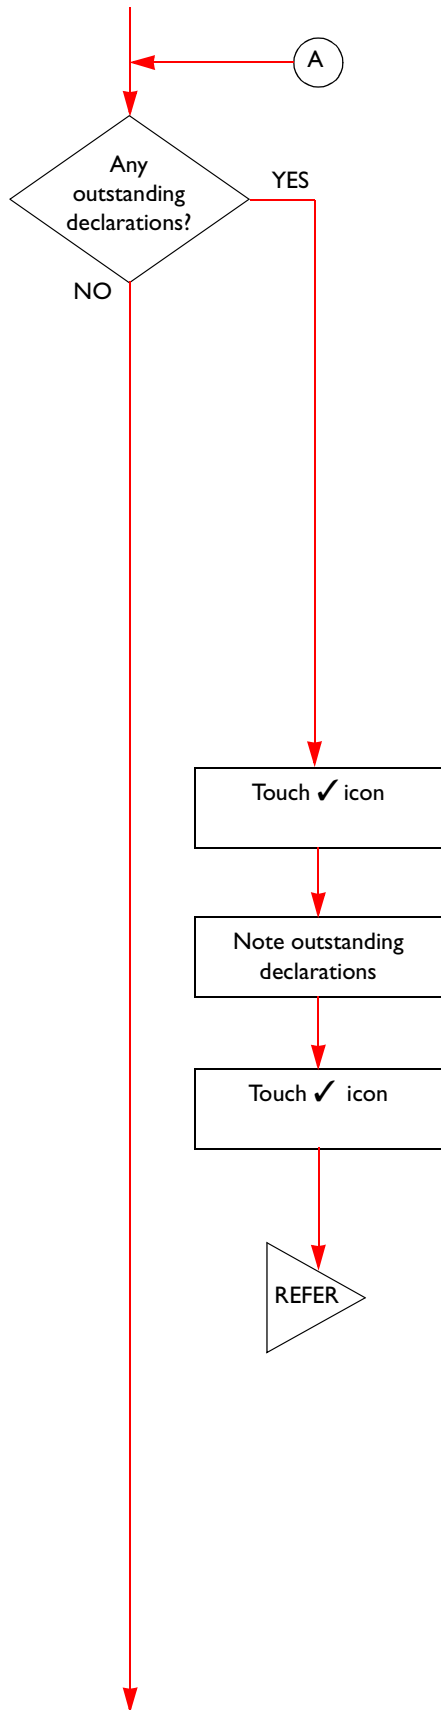 A
Any
outstanding
declarations?
YES
NO
Touch ✓ icon
Note outstanding
declarations
Touch ✓ icon
REFER